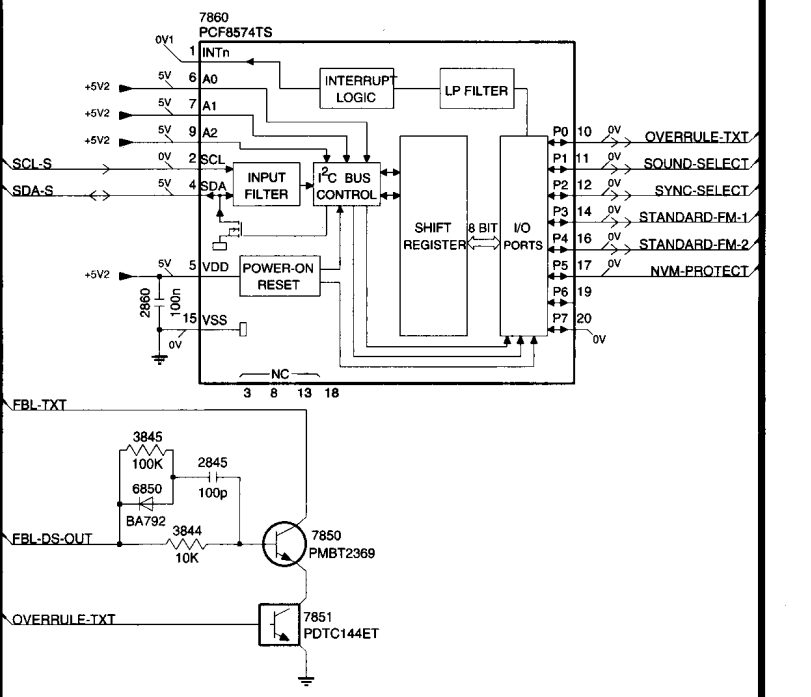 7860
PCF8574TS
0V1
1 INTn
5V 6 A0
+5V2
5V 7 A1
+5V2
5V 9 A2
+5V2
INTERRUPT
LOGIC
LP FILTER
SCL-S 0V 2 SCL
SDA-S 5V 4 SDA
INPUT
FILTER
I2C BUS
CONTROL
SHIFT
REGISTER
8 BIT
I/O
PORTS
P0 10 0V OVERRULE-TXT
P1 11 0V SOUND-SELECT
P2 12 0V SYNC-SELECT
P3 14 0V STANDARD-FM-1
P4 16 0V STANDARD-FM-2
P5 17 0V NVM-PROTECT
P6 19
P7 20
0V
+5V2 5V 5 VDD
POWER-ON
RESET
2860
100n
15 VSS
0V
NC
3 8 13 18
FBL-TXT
3845
100K
2845
100p
6850
BA792
FBL-DS-OUT
3844
10K
7850
PMBT2369
OVERRULE-TXT
7851
PDTC144ET